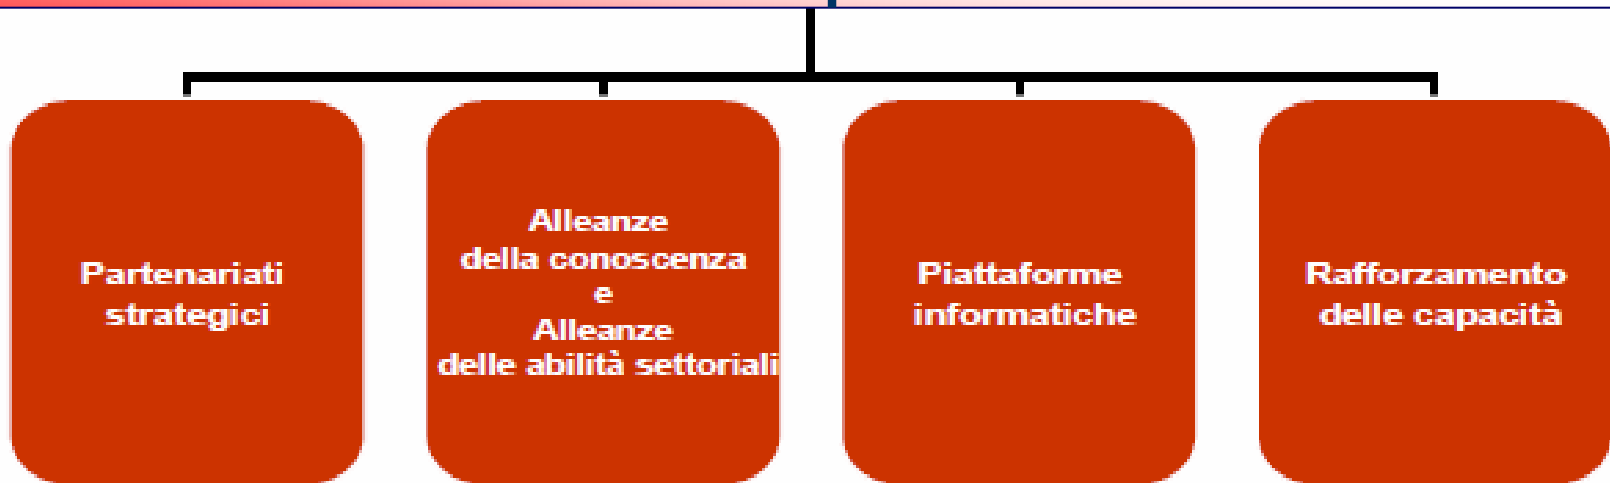 Partenariati
strategici
Alleanze
della conoscenza
e
Alleanze
delle abilità settoriali
Piattaforme
informatiche
Rafforzamento
delle capacità